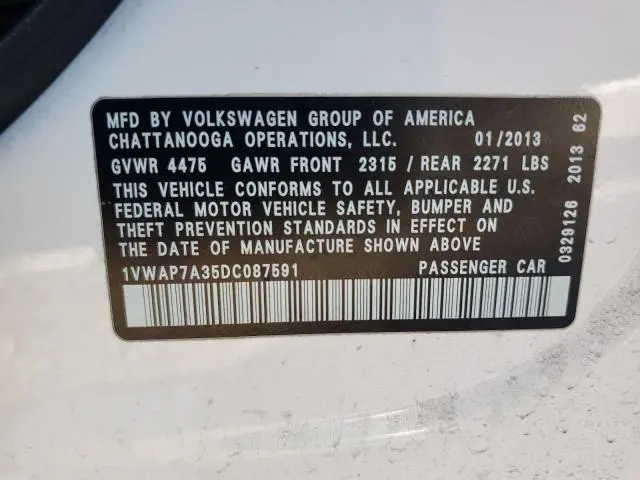 MFD BY VOLKSWAGEN GROUP OF AMERICA
CHATTANOOGA OPERATIONS, LLC. 01/2013
GVWR 4475 GAWR FRONT 2315 / REAR 2271 LBS
THIS VEHICLE CONFORMS TO ALL APPLICABLE U.S.
FEDERAL MOTOR VEHICLE SAFETY, BUMPER AND
THEFT PREVENTION STANDARDS IN EFFECT ON
THE DATE OF MANUFACTURE SHOWN ABOVE
1VWAP7A35DC087591 PASSENGER CAR
0329126 2013 62